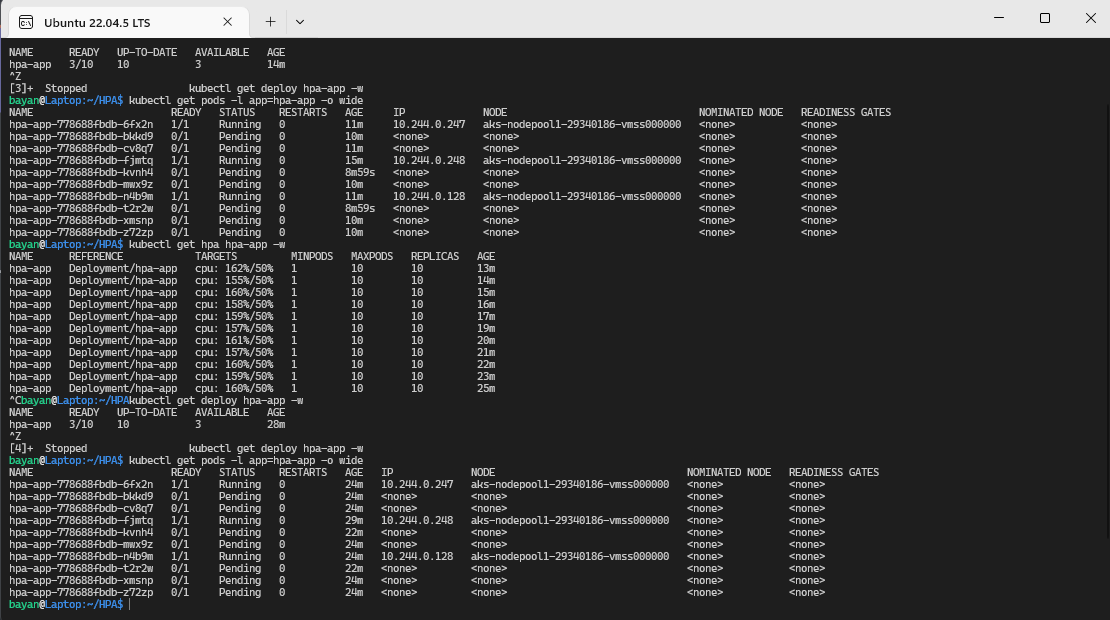 Ubuntu 22.04.5 LTS
NAME READY UP-TO-DATE AVAILABLE AGE
hpa-app 3/10 10 3 14m
^Z
[3]+ Stopped kubectl get deploy hpa-app -w
bayan@Laptop:~/HPA$ kubectl get pods -l app=hpa-app -o wide
NAME READY STATUS RESTARTS AGE IP NODE NOMINATED NODE READINESS GATES
hpa-app-778688fbdb-6fx2n 1/1 Running 0 11m 10.244.0.247 aks-nodepool1-29340186-vmss000000 <none> <none>
hpa-app-778688fbdb-bkkd9 0/1 Pending 0 10m <none> <none> <none> <none>
hpa-app-778688fbdb-cv8q7 0/1 Pending 0 11m <none> <none> <none> <none>
hpa-app-778688fbdb-fjmtq 1/1 Running 0 15m 10.244.0.248 aks-nodepool1-29340186-vmss000000 <none> <none>
hpa-app-778688fbdb-kvnh4 0/1 Pending 0 8m59s <none> <none> <none> <none>
hpa-app-778688fbdb-mwx9z 0/1 Pending 0 10m <none> <none> <none> <none>
hpa-app-778688fbdb-n4b9m 1/1 Running 0 11m 10.244.0.128 aks-nodepool1-29340186-vmss000000 <none> <none>
hpa-app-778688fbdb-t2r2w 0/1 Pending 0 8m59s <none> <none> <none> <none>
hpa-app-778688fbdb-xmsnp 0/1 Pending 0 10m <none> <none> <none> <none>
hpa-app-778688fbdb-z72zp 0/1 Pending 0 10m <none> <none> <none> <none>
bayan@Laptop:~/HPA$ kubectl get hpa hpa-app -w
NAME REFERENCE TARGETS MINPODS MAXPODS REPLICAS AGE
hpa-app Deployment/hpa-app cpu: 162%/50% 1 10 10 13m
hpa-app Deployment/hpa-app cpu: 155%/50% 1 10 10 14m
hpa-app Deployment/hpa-app cpu: 160%/50% 1 10 10 15m
hpa-app Deployment/hpa-app cpu: 158%/50% 1 10 10 16m
hpa-app Deployment/hpa-app cpu: 159%/50% 1 10 10 17m
hpa-app Deployment/hpa-app cpu: 157%/50% 1 10 10 19m
hpa-app Deployment/hpa-app cpu: 161%/50% 1 10 10 20m
hpa-app Deployment/hpa-app cpu: 157%/50% 1 10 10 21m
hpa-app Deployment/hpa-app cpu: 160%/50% 1 10 10 22m
hpa-app Deployment/hpa-app cpu: 159%/50% 1 10 10 23m
hpa-app Deployment/hpa-app cpu: 160%/50% 1 10 10 25m
^Cbayan@Laptop:~/HPAkubectl get deploy hpa-app -w
NAME READY UP-TO-DATE AVAILABLE AGE
hpa-app 3/10 10 3 28m
^Z
[4]+ Stopped kubectl get deploy hpa-app -w
bayan@Laptop:~/HPA$ kubectl get pods -l app=hpa-app -o wide
NAME READY STATUS RESTARTS AGE IP NODE NOMINATED NODE READINESS GATES
hpa-app-778688fbdb-6fx2n 1/1 Running 0 24m 10.244.0.247 aks-nodepool1-29340186-vmss000000 <none> <none>
hpa-app-778688fbdb-bkkd9 0/1 Pending 0 24m <none> <none> <none> <none>
hpa-app-778688fbdb-cv8q7 0/1 Pending 0 24m <none> <none> <none> <none>
hpa-app-778688fbdb-fjmtq 1/1 Running 0 29m 10.244.0.248 aks-nodepool1-29340186-vmss000000 <none> <none>
hpa-app-778688fbdb-kvnh4 0/1 Pending 0 22m <none> <none> <none> <none>
hpa-app-778688fbdb-mwx9z 0/1 Pending 0 24m <none> <none> <none> <none>
hpa-app-778688fbdb-n4b9m 1/1 Running 0 24m 10.244.0.128 aks-nodepool1-29340186-vmss000000 <none> <none>
hpa-app-778688fbdb-t2r2w 0/1 Pending 0 22m <none> <none> <none> <none>
hpa-app-778688fbdb-xmsnp 0/1 Pending 0 24m <none> <none> <none> <none>
hpa-app-778688fbdb-z72zp 0/1 Pending 0 24m <none> <none> <none> <none>
bayan@Laptop:~/HPA$